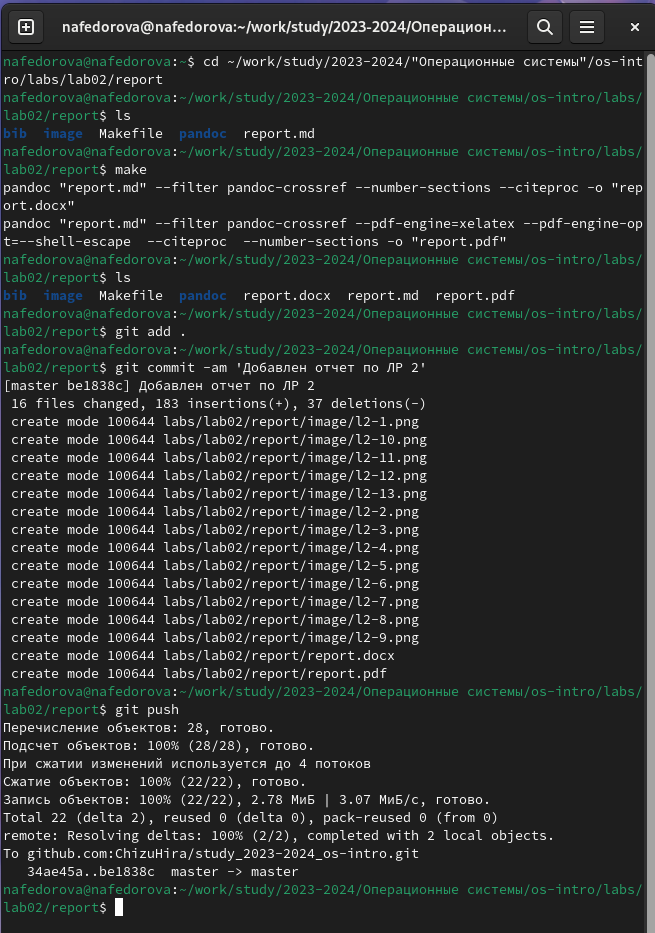 nafedorova@nafedorova:~/work/study/2023-2024/Операцион...
nafedorova@nafedorova:~$ cd ~/work/study/2023-2024/"Операционные системы"/os-int
ro/labs/lab02/report
nafedorova@nafedorova:~/work/study/2023-2024/Операционные системы/os-intro/labs/
lab02/report$ ls
bib  image  Makefile  pandoc  report.md
nafedorova@nafedorova:~/work/study/2023-2024/Операционные системы/os-intro/labs/
lab02/report$ make
pandoc "report.md" --filter pandoc-crossref --number-sections --citeproc -o "rep
ort.docx"
pandoc "report.md" --filter pandoc-crossref --pdf-engine=xelatex --pdf-engine-op
t=--shell-escape  --citeproc  --number-sections -o "report.pdf"
nafedorova@nafedorova:~/work/study/2023-2024/Операционные системы/os-intro/labs/
lab02/report$ ls
bib  image  Makefile  pandoc  report.docx  report.md  report.pdf
nafedorova@nafedorova:~/work/study/2023-2024/Операционные системы/os-intro/labs/
lab02/report$ git add .
nafedorova@nafedorova:~/work/study/2023-2024/Операционные системы/os-intro/labs/
lab02/report$ git commit -am 'Добавлен отчет по ЛР 2'
[master be1838c] Добавлен отчет по ЛР 2
 16 files changed, 183 insertions(+), 37 deletions(-)
 create mode 100644 labs/lab02/report/image/l2-1.png
 create mode 100644 labs/lab02/report/image/l2-10.png
 create mode 100644 labs/lab02/report/image/l2-11.png
 create mode 100644 labs/lab02/report/image/l2-12.png
 create mode 100644 labs/lab02/report/image/l2-13.png
 create mode 100644 labs/lab02/report/image/l2-2.png
 create mode 100644 labs/lab02/report/image/l2-3.png
 create mode 100644 labs/lab02/report/image/l2-4.png
 create mode 100644 labs/lab02/report/image/l2-5.png
 create mode 100644 labs/lab02/report/image/l2-6.png
 create mode 100644 labs/lab02/report/image/l2-7.png
 create mode 100644 labs/lab02/report/image/l2-8.png
 create mode 100644 labs/lab02/report/image/l2-9.png
 create mode 100644 labs/lab02/report/report.docx
 create mode 100644 labs/lab02/report/report.pdf
nafedorova@nafedorova:~/work/study/2023-2024/Операционные системы/os-intro/labs/
lab02/report$ git push
Перечисление объектов: 28, готово.
Подсчет объектов: 100% (28/28), готово.
При сжатии изменений используется до 4 потоков
Сжатие объектов: 100% (22/22), готово.
Запись объектов: 100% (22/22), 2.78 МиБ | 3.07 МиБ/с, готово.
Total 22 (delta 2), reused 0 (delta 0), pack-reused 0 (from 0)
remote: Resolving deltas: 100% (2/2), completed with 2 local objects.
To github.com:ChizuHira/study_2023-2024_os-intro.git
   34ae45a..be1838c  master -> master
nafedorova@nafedorova:~/work/study/2023-2024/Операционные системы/os-intro/labs/
lab02/report$